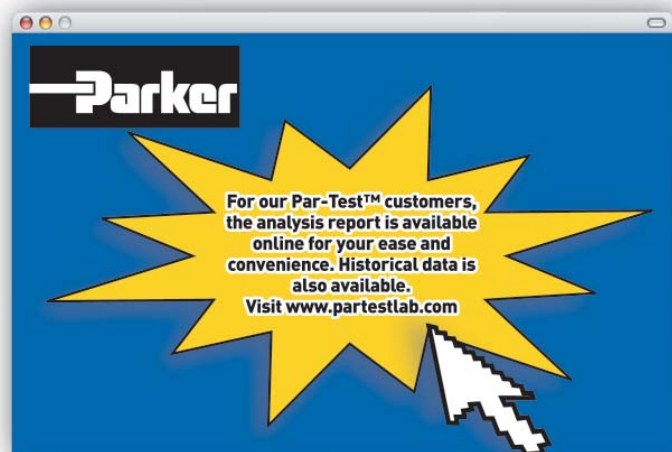 Parker
For our Par-Test™ customers,
the analysis report is available
online for your ease and
convenience. Historical data is
also available.
Visit www.partestlab.com